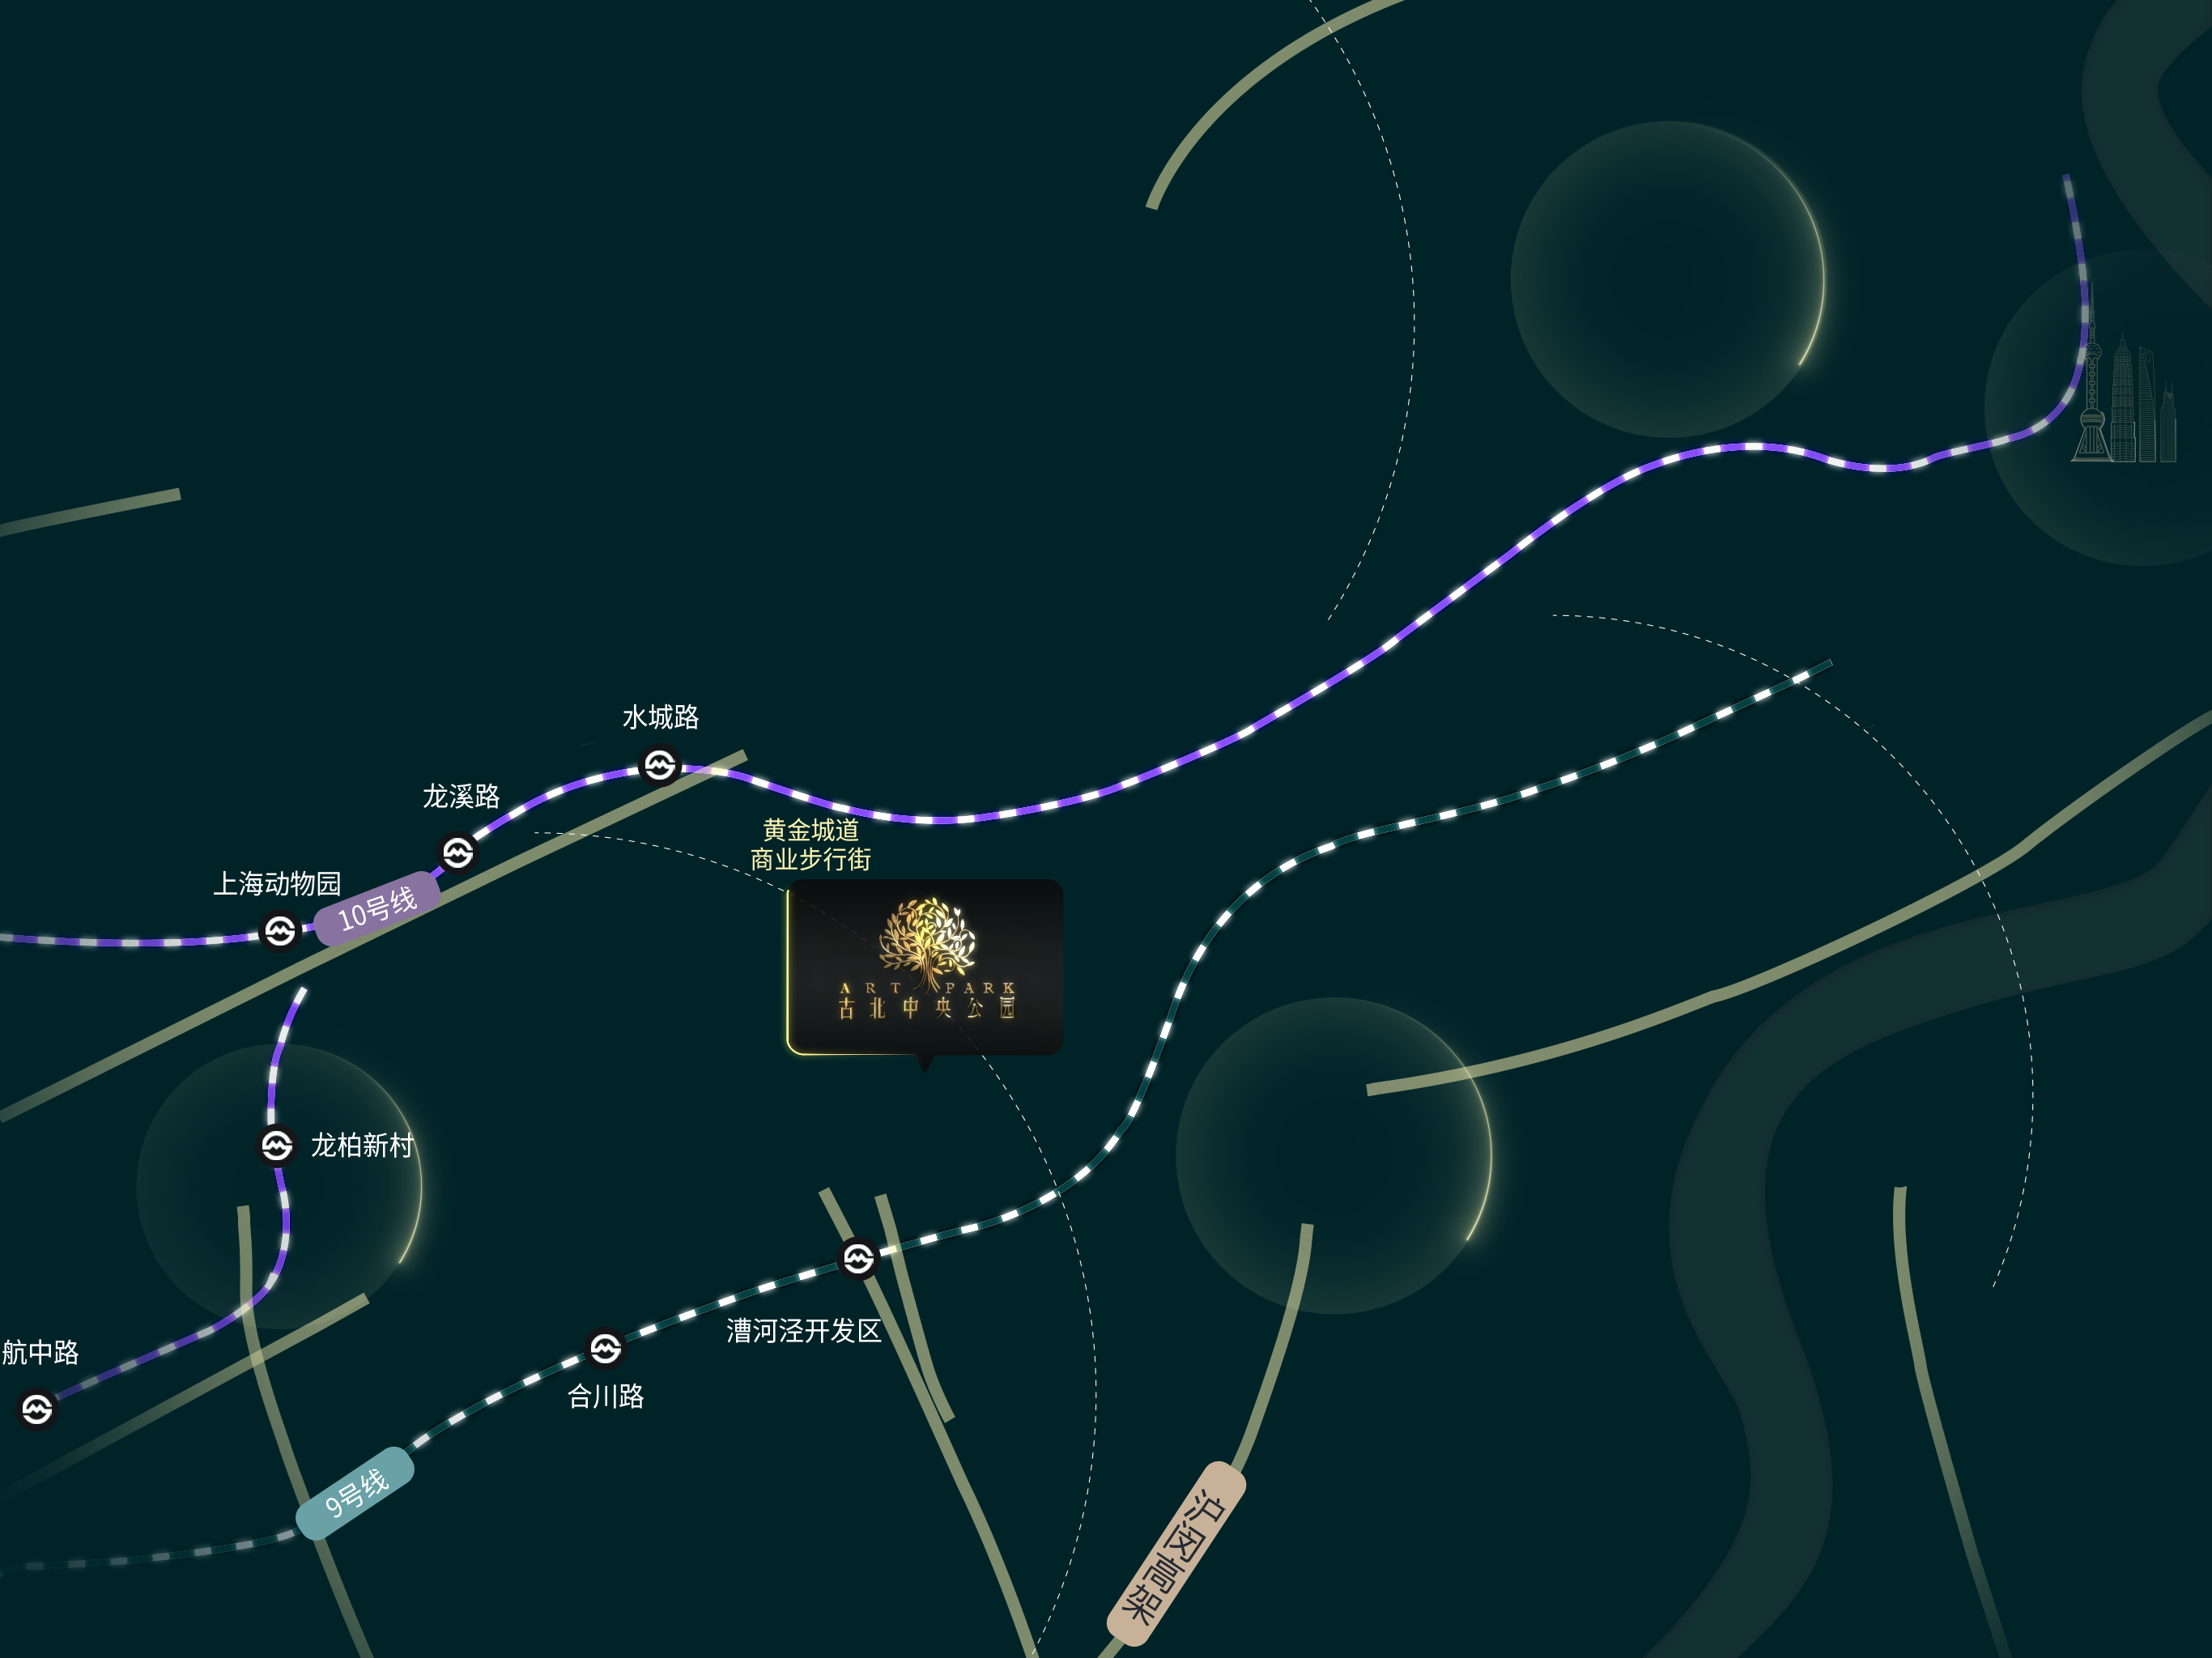 水城路
龙溪路
黄金城道
商业步行街
上海动物园
10号线
ART PARK
古北中央公园
龙柏新村
漕河泾开发区
航中路
合川路
9号线
沪闵高架